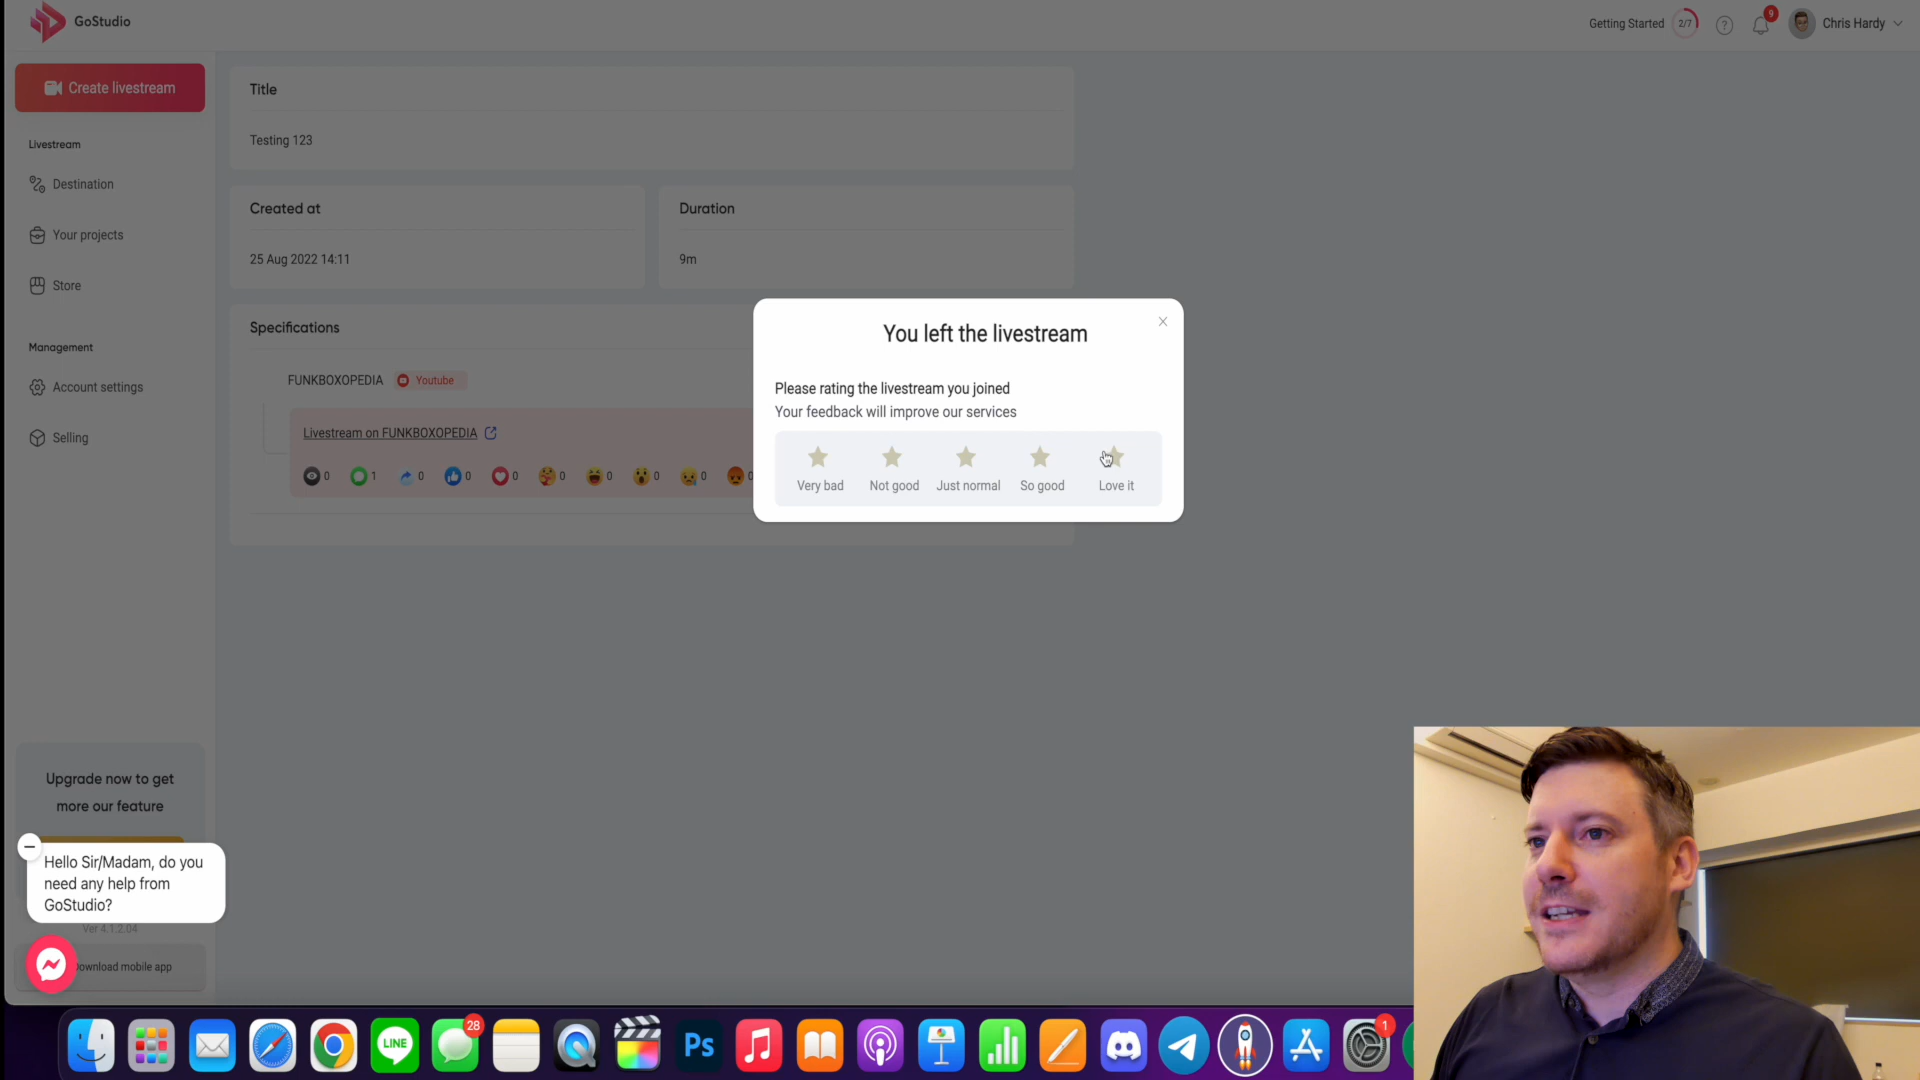 GoStudio
Getting Started
2/7
?
9
Chris Hardy
Create livestream
Livestream
Destination
Your projects
Store
Management
Account settings
Selling
Title
Testing 123
Created at
25 Aug 2022 14:11
Duration
9m
Specifications
FUNKBOXOPEDIA
Youtube
Livestream on FUNKBOXOPEDIA
0 1 0 0 0 0 0 0 0 0
You left the livestream
Please rating the livestream you joined
Your feedback will improve our services
Very bad
Not good
Just normal
So good
Love it
Upgrade now to get
more our feature
Hello Sir/Madam, do you
need any help from
GoStudio?
Ver 4.1.2.04
Download mobile app
LINE
28
Ps
1